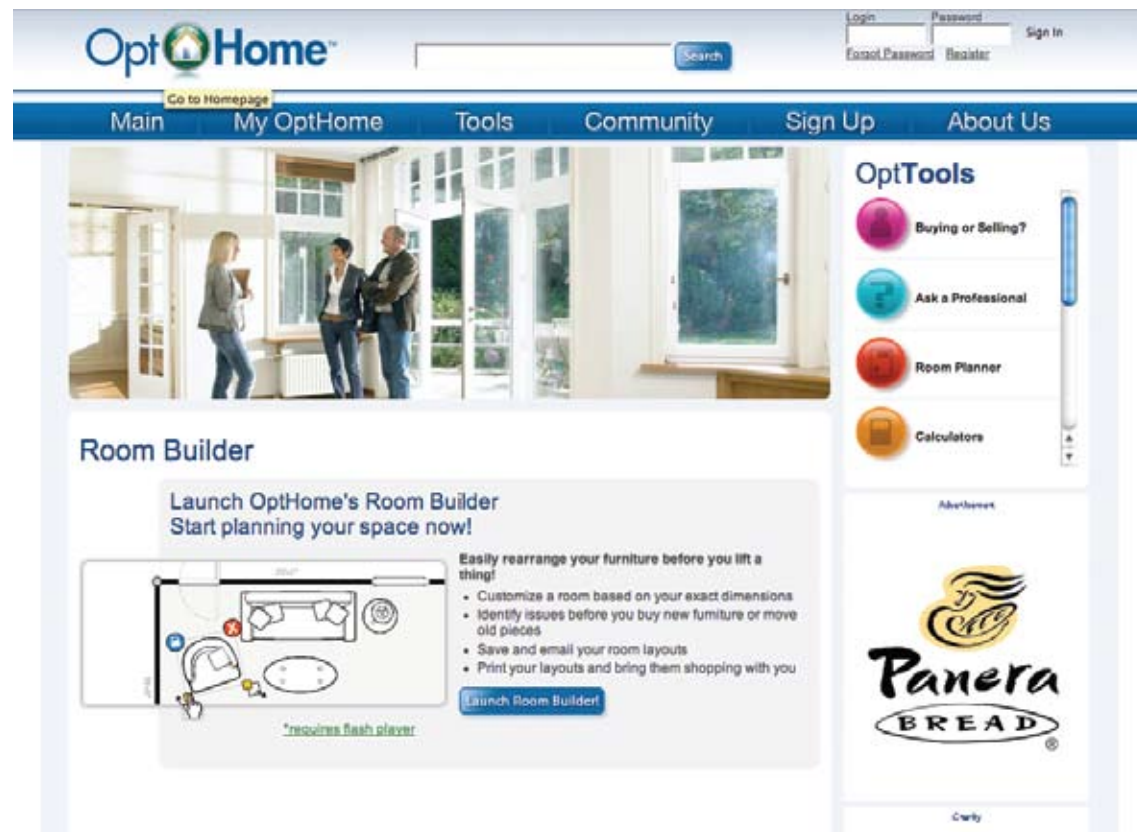 Login Password
OptHome™
Search
Sign In
Forgot Password Register
Go to Homepage
Main My OptHome Tools Community Sign Up About Us
OptTools
Buying or Selling?
Ask a Professional
Room Planner
Calculators
Room Builder
Launch OptHome's Room Builder
Start planning your space now!
Easily rearrange your furniture before you lift a
thing!
• Customize a room based on your exact dimensions
• Identify issues before you buy new furniture or move
old pieces
• Save and email your room layouts
• Print your layouts and bring them shopping with you
Launch Room Builder!
*requires flash player
Advertisement
Panera
BREAD
®
Charity